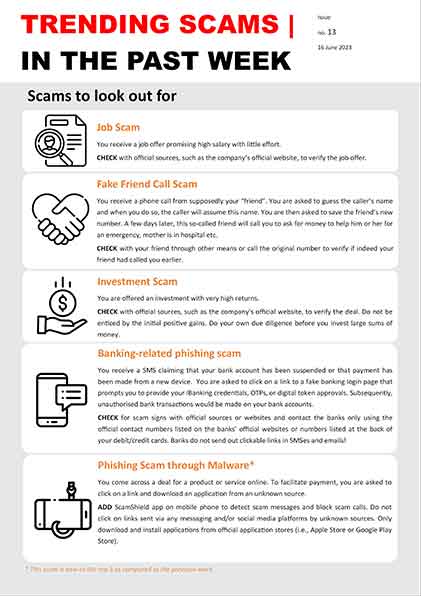 TRENDING SCAMS |
IN THE PAST WEEK
Issue
no. 13
16 June 2023
Scams to look out for
Job Scam
You receive a job offer promising high salary with little effort.
CHECK with official sources, such as the company's official website, to verify the job offer.
Fake Friend Call Scam
You receive a phone call from supposedly your "friend". You are asked to guess the caller's name
and when you do so, the caller will assume this name. You are then asked to save the friend's new
number. A few days later, this so-called friend will call you to ask for money to help him or her for
an emergency, mother is in hospital etc.
CHECK with your friend through other means or call the original number to verify if indeed your
friend had called you earlier.
Investment Scam
You are offered an investment with very high returns.
CHECK with official sources, such as the company's official website, to verify the deal. Do not be
enticed by the initial positive gains. Do your own due diligence before you invest large sums of
money.
Banking-related phishing scam
You receive a SMS claiming that your bank account has been suspended or that payment has
been made from a new device. You are asked to click on a link to a fake banking login page that
prompts you to provide your iBanking credentials, OTPs, or digital token approvals. Subsequently,
unauthorised bank transactions would be made on your bank accounts.
CHECK for scam signs with official sources or websites and contact the banks only using the
official contact numbers listed on the banks' official websites or numbers listed at the back of
your debit/credit cards. Banks do not send out clickable links in SMSes and emails!
Phishing Scam through Malware*
You come across a deal for a product or service online. To facilitate payment, you are asked to
click on a link and download an application from an unknown source.
ADD ScamShield app on mobile phone to detect scam messages and block scam calls. Do not
click on links sent via any messaging and/or social media platforms by unknown sources. Only
download and install applications from official application stores (i.e., Apple Store or Google Play
Store).
* This scam is new to the top 5 as compared to the previous week.